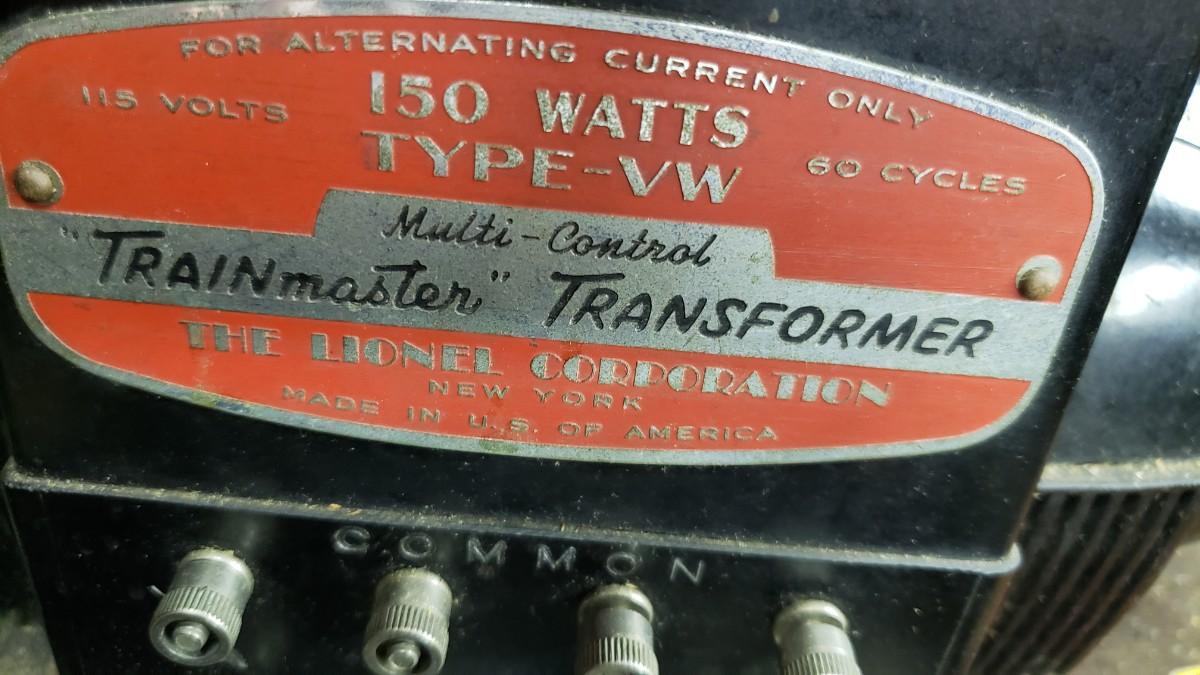 FOR ALTERNATING CURRENT ONLY
115 VOLTS
150 WATTS
60 CYCLES
TYPE-VW
Multi-Control
"TRAINmaster" TRANSFORMER
THE LIONEL CORPORATION
NEW YORK
MADE IN U.S. OF AMERICA
COMMON